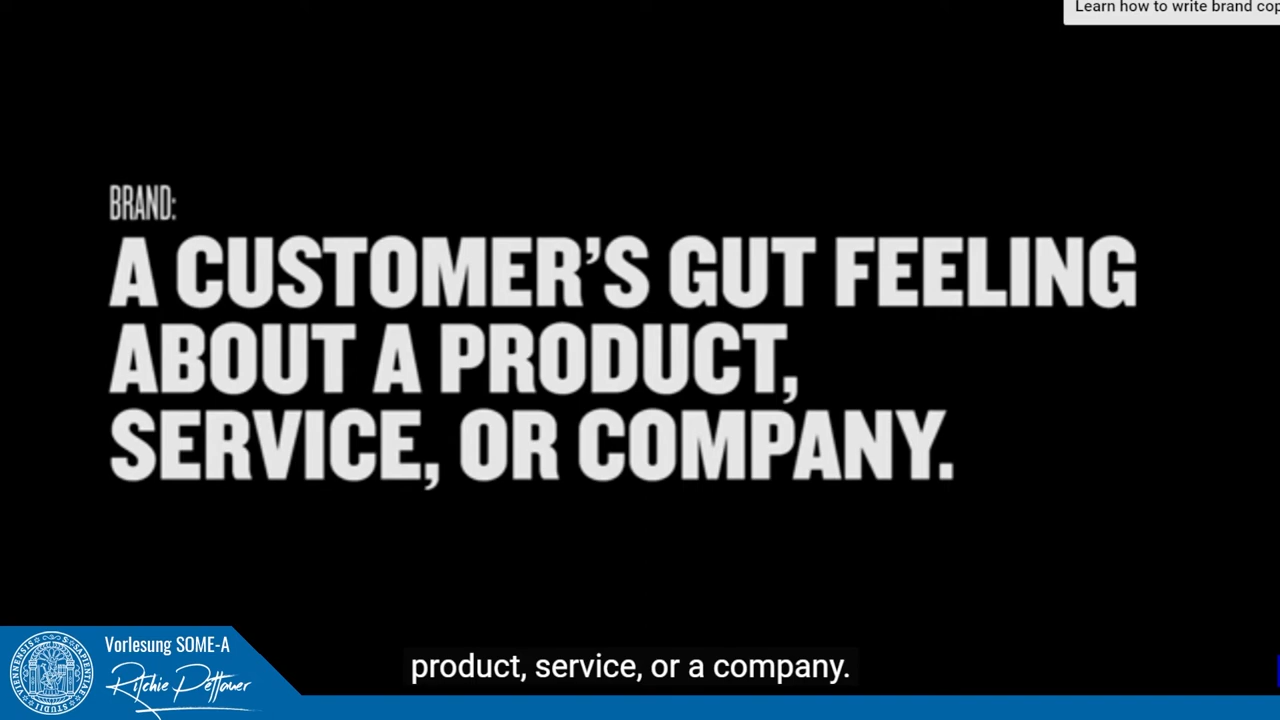 Learn how to write brand cop
BRAND:
A CUSTOMER’S GUT FEELING
ABOUT A PRODUCT,
SERVICE, OR COMPANY.
Vorlesung SOME-A
Ritchie Pettauer
product, service, or a company.